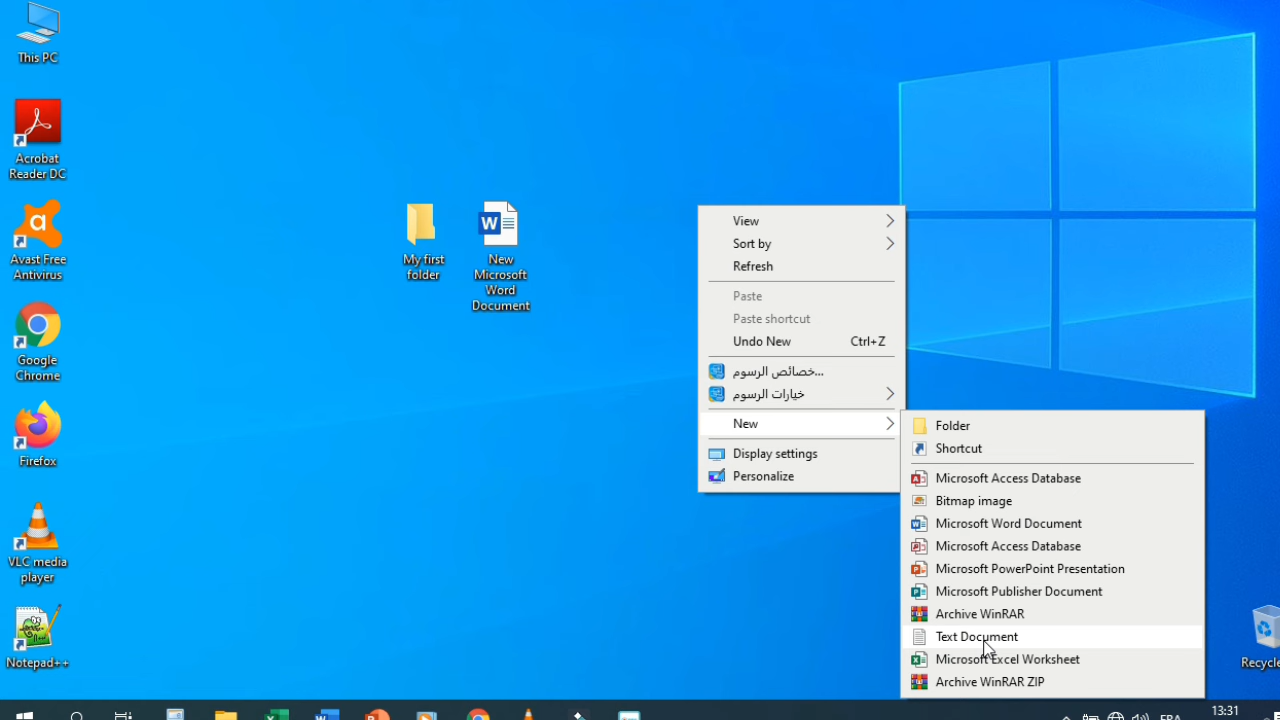 This PC
Acrobat
Reader DC
Avast Free
Antivirus
Google
Chrome
Firefox
VLC media
player
Notepad++
My first
folder
New
Microsoft
Word
Document
View
Sort by
Refresh
Paste
Paste shortcut
Undo New Ctrl+Z
خصائص الرسوم...
خيارات الرسوم
New
Display settings
Personalize
Folder
Shortcut
Microsoft Access Database
Bitmap image
Microsoft Word Document
Microsoft Access Database
Microsoft PowerPoint Presentation
Microsoft Publisher Document
Archive WinRAR
Text Document
Microsoft Excel Worksheet
Archive WinRAR ZIP
13:31
FRA